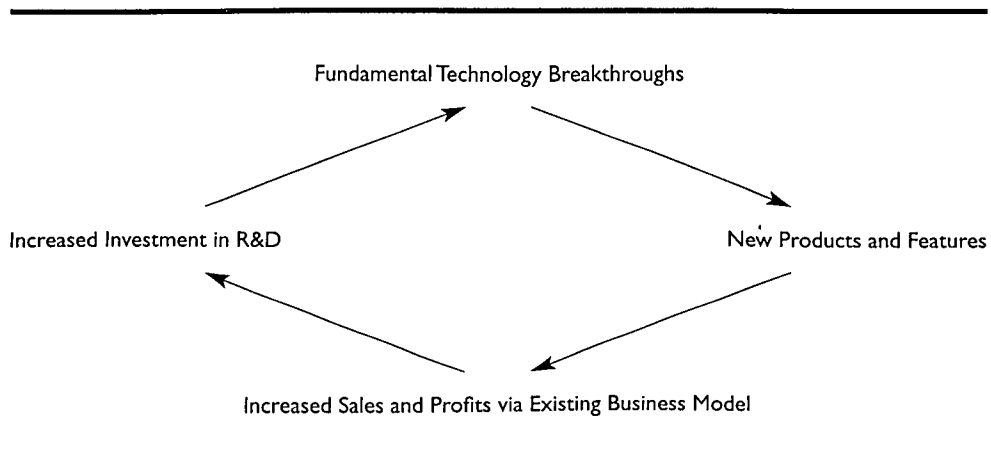 Fundamental Technology Breakthroughs
Increased Investment in R&D
New Products and Features
Increased Sales and Profits via Existing Business Model